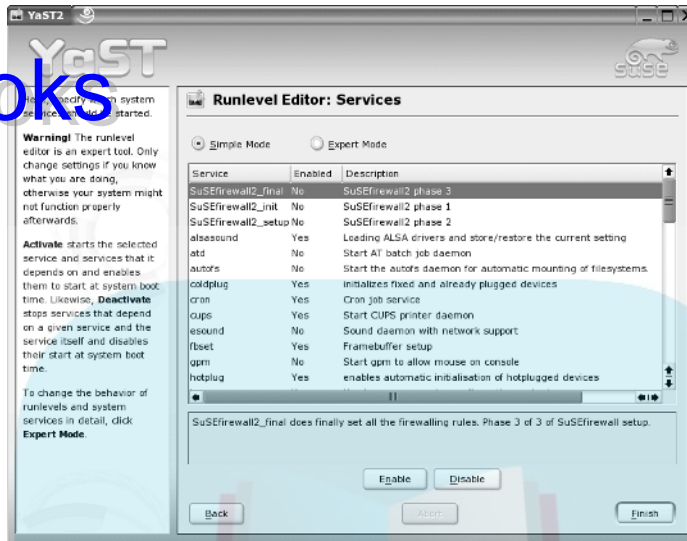 YaST2
YaST
SUSE
oks
system
started.
Warning! The runlevel
editor is an expert tool. Only
change settings if you know
what you are doing,
otherwise your system might
not function properly
afterwards.
Activate starts the selected
service and services that it
depends on and enables
them to start at system boot
time. Likewise, Deactivate
stops services that depend
on a given service and the
service itself and disables
their start at system boot
time.
To change the behavior of
runlevels and system
services in detail, click
Expert Mode.
Runlevel Editor: Services
Simple Mode Expert Mode
Service Enabled Description
SuSEfirewall2_final No SuSEfirewall2 phase 3
SuSEfirewall2_init No SuSEfirewall2 phase 1
SuSEfirewall2_setup No SuSEfirewall2 phase 2
alsasound Yes Loading ALSA drivers and store/restore the current setting
atd No Start AT batch job daemon
autofs No Start the autofs daemon for automatic mounting of filesystems.
coldplug Yes initializes fixed and already plugged devices
cron Yes Cron job service
cups Yes Start CUPS printer daemon
esound No Sound daemon with network support
fbset Yes Framebuffer setup
gpm No Start gpm to allow mouse on console
hotplug Yes enables automatic initialisation of hotplugged devices
SuSEfirewall2_final does finally set all the firewalling rules. Phase 3 of 3 of SuSEfirewall setup.
Enable Disable
Back Abort Finish